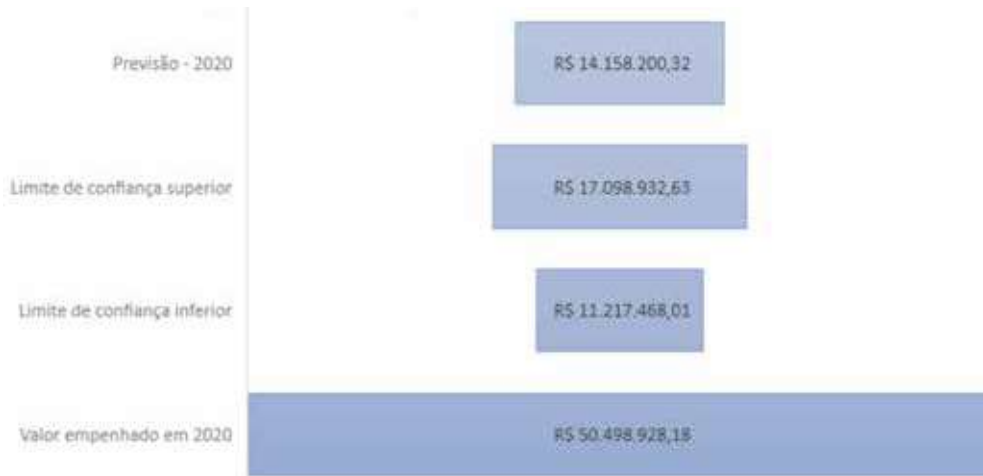 Previsão - 2020
R$ 14.158.200,32
Limite de confiança superior
R$ 17.098.932,63
Limite de confiança inferior
R$ 11.217.468,01
Valor empenhado em 2020
R$ 50.498.928,18